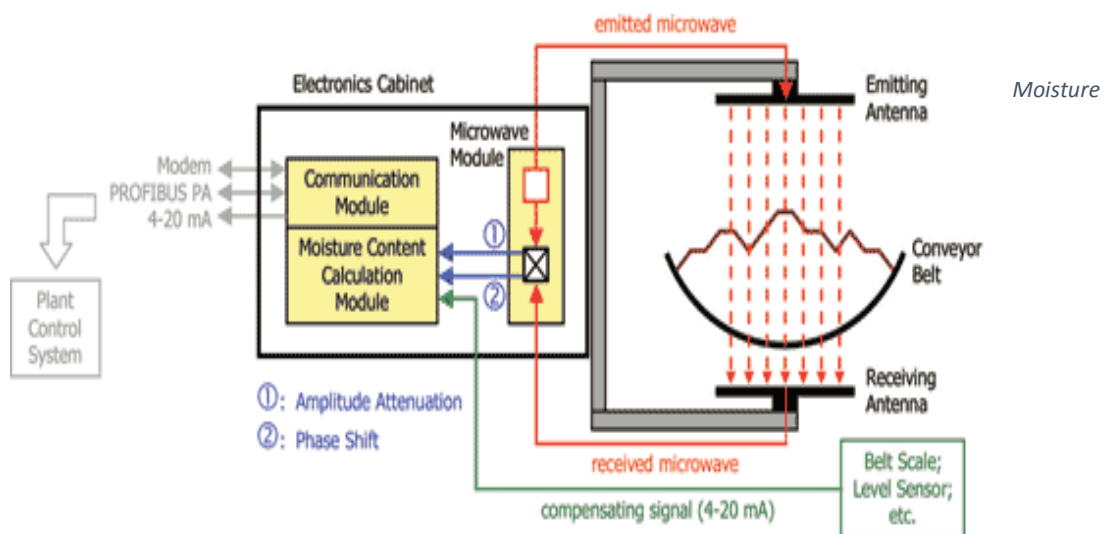 emitted microwave
Electronics Cabinet
Emitting
Antenna
Moisture
Microwave
Module
Modem
PROFIBUS PA
4-20 mA
Communication
Module
Moisture Content
Calculation
Module
①
②
Conveyor
Belt
Plant
Control
System
Receiving
Antenna
①: Amplitude Attenuation
②: Phase Shift
received microwave
Belt Scale;
Level Sensor;
etc.
compensating signal (4-20 mA)